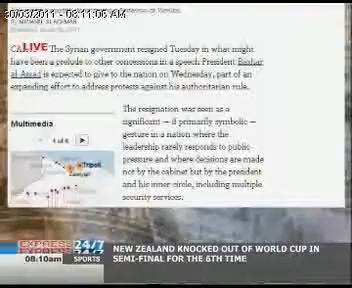 30/03/2011 - 08:11:06 AM
By MICHAEL SLACKMAN
LIVE
The Syrian government resigned Tuesday in what might
have been a prelude to other concessions in a speech President Bashar
al-Assad is expected to give to the nation on Wednesday, part of an
expanding effort to address protests against his authoritarian rule.
The resignation was seen as a
significant — if primarily symbolic —
gesture in a nation where the
leadership rarely responds to public
pressure and where decisions are made
not by the cabinet but by the president
and his inner circle, including multiple
security services.
Multimedia
1 of 6
Tripoli
EXPRESS 24/7
08:10am SPORTS
NEW ZEALAND KNOCKED OUT OF WORLD CUP IN
SEMI-FINAL FOR THE 6TH TIME